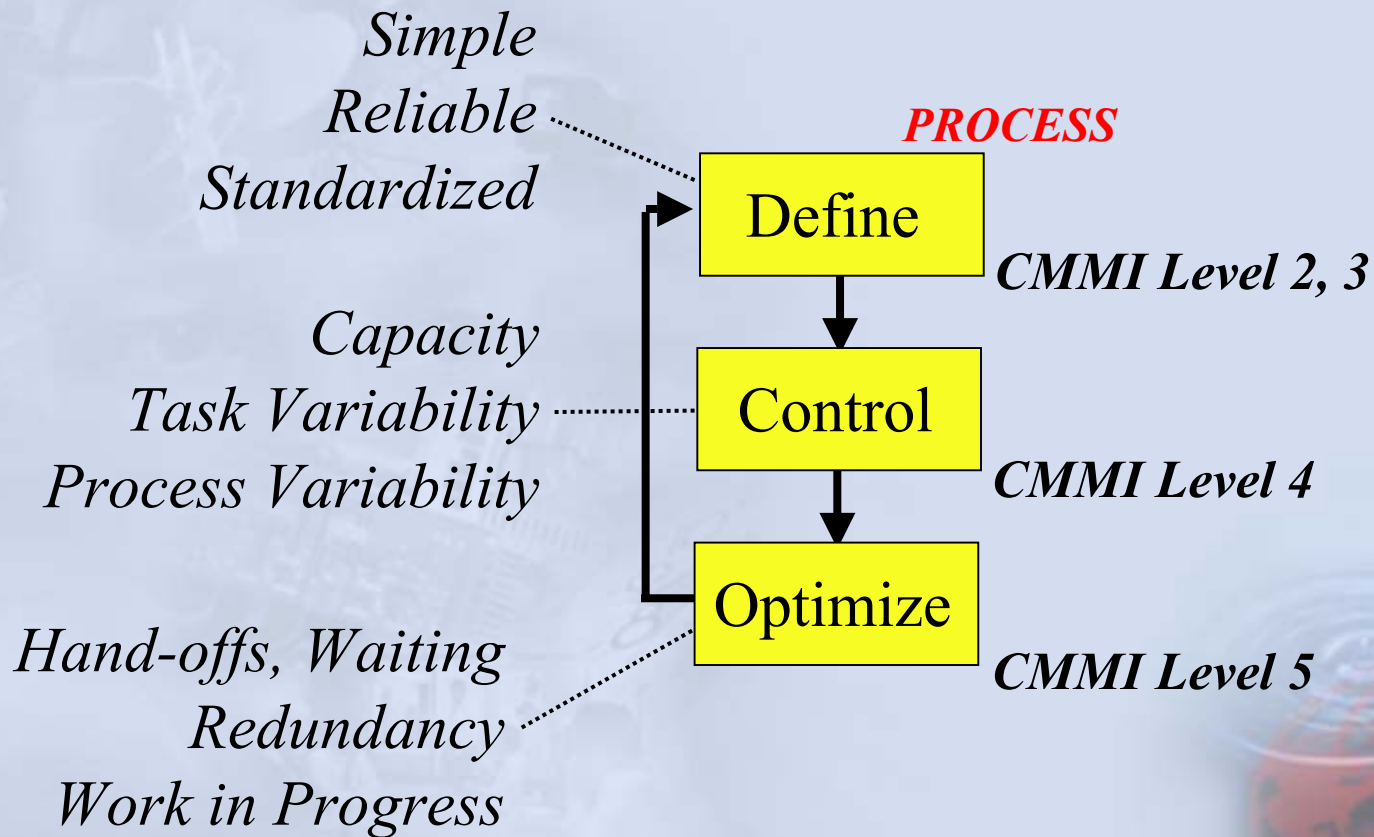 Simple
Reliable
Standardized
PROCESS
Define
CMMI Level 2, 3
Capacity
Task Variability
Process Variability
Control
CMMI Level 4
Hand-offs, Waiting
Redundancy
Work in Progress
Optimize
CMMI Level 5